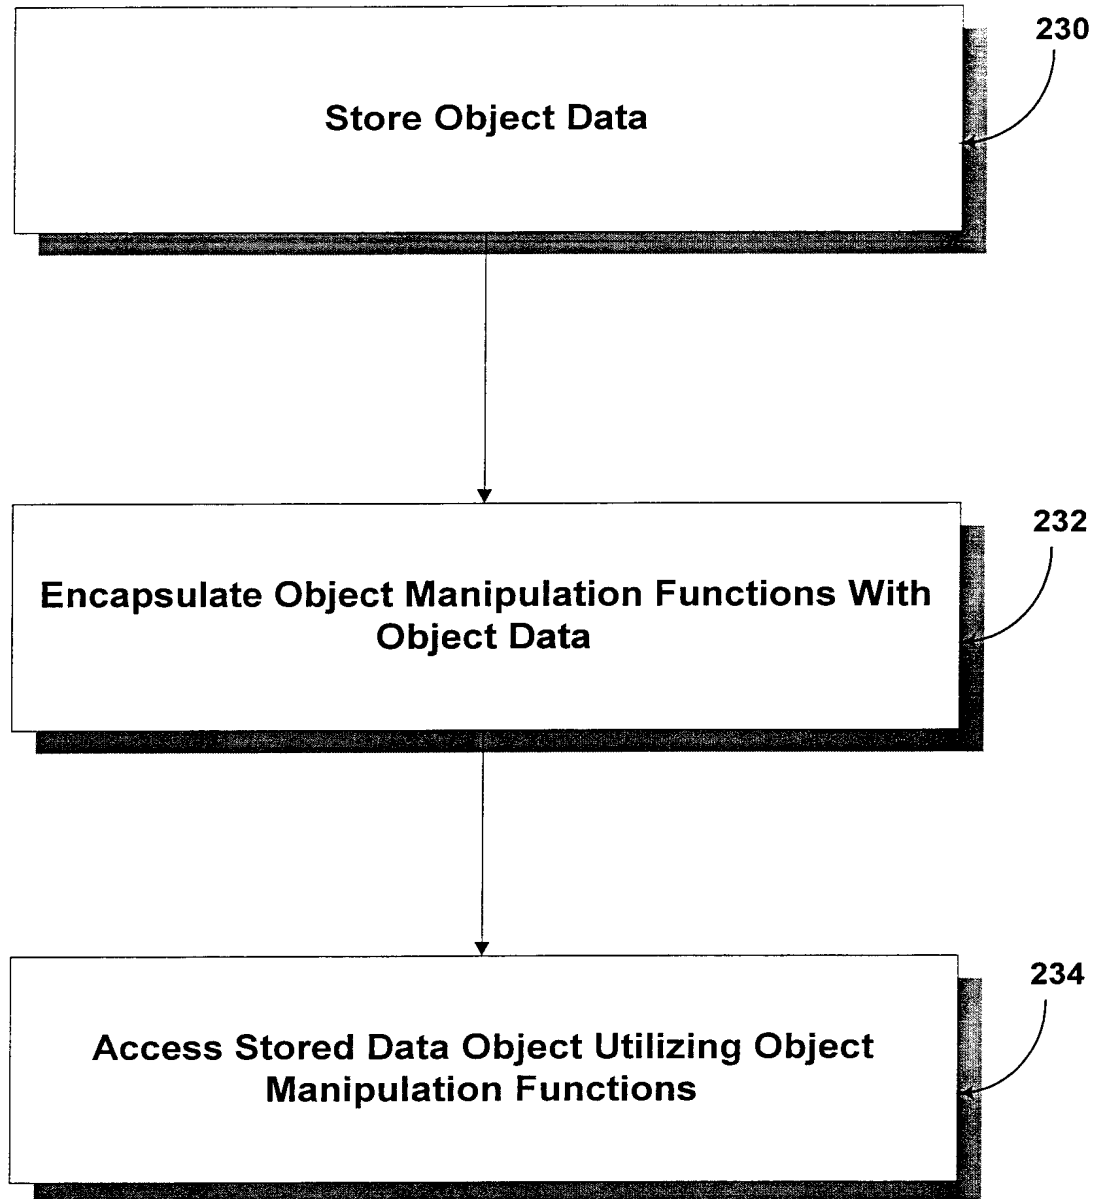 230
Store Object Data
232
Encapsulate Object Manipulation Functions With
Object Data
234
Access Stored Data Object Utilizing Object
Manipulation Functions